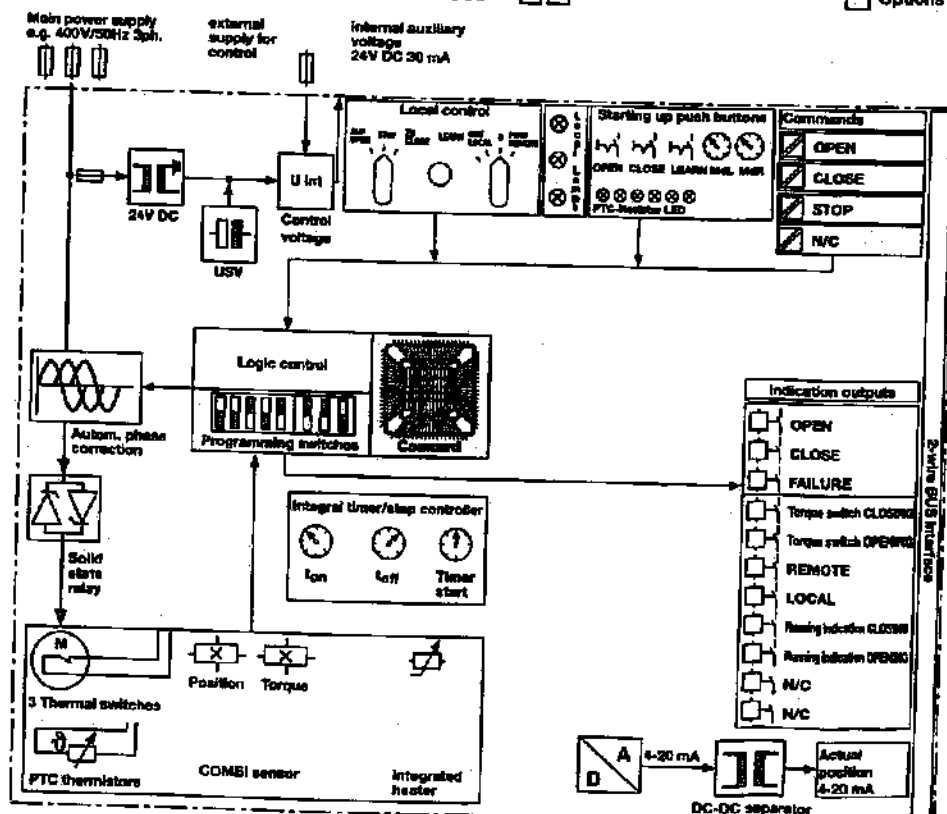 Options
Main power supply
e.g. 400V/50Hz 3ph.
external
supply for
control
internal auxiliary
voltage
24V DC 30 mA
Local control
STOP
LEARN
LOCAL
Starting up push buttons
OPEN CLOSE LEARN
PTC-Resistor LED
Commands
OPEN
CLOSE
STOP
N/C
24V DC
USV
U int
Control
voltage
Logic control
Programming switches
Autom. phase
correction
Solid
state
relay
Integral timer/step controller
ton
toff
Timer
start
Indication outputs
OPEN
CLOSE
FAILURE
Torque switch CLOSING
Torque switch OPENING
REMOTE
LOCAL
Running indication CLOSING
Running indication OPENING
N/C
N/C
2-wire BUS Interface
M
3 Thermal switches
Position
Torque
PTC thermistors
COMBI sensor
Integrated
heater
A
D
4-20 mA
DC-DC separator
Actual
position
4-20 mA